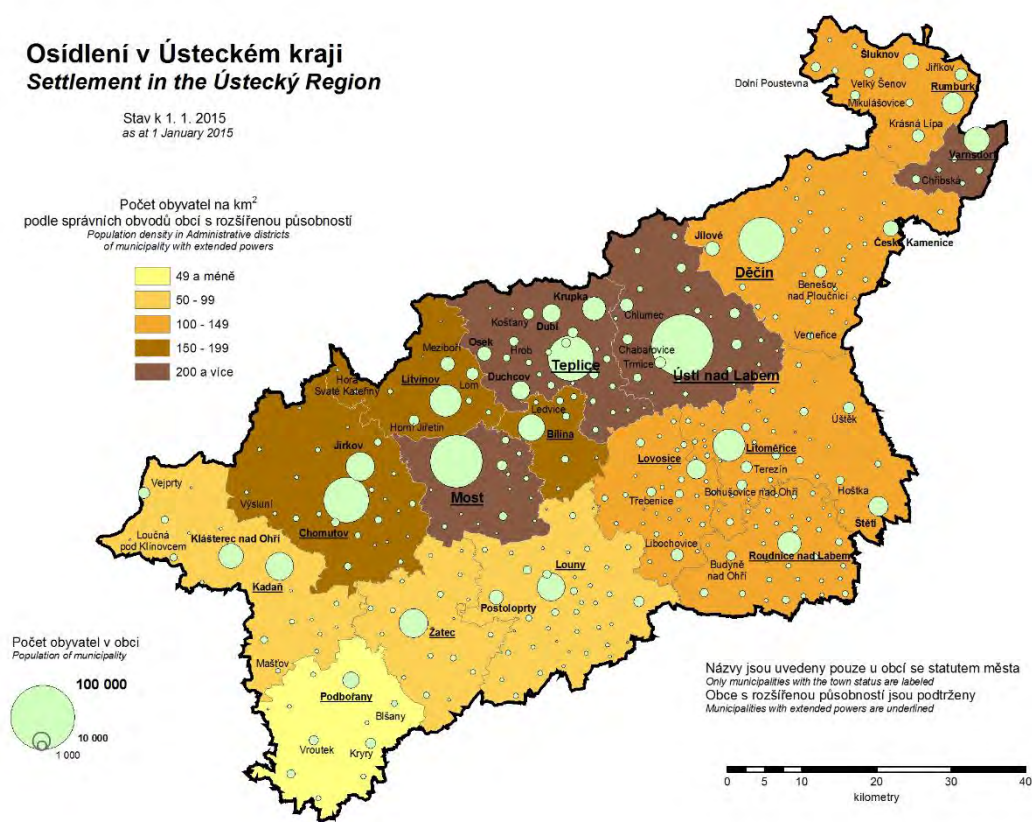 Osídlení v Ústeckém kraji
Settlement in the Ústecký Region
Stav k 1. 1. 2015
as at 1 January 2015
Počet obyvatel na km²
podle správních obvodů obcí s rozšířenou působností
Population density in Administrative districts
of municipality with extended powers
49 a méně
50 - 99
100 - 149
150 - 199
200 a více
Šluknov
Jiříkov
Dolní Poustevna
Velký Šenov
Rumburk
Mikulášovice
Krásná Lípa
Varnsdorf
Chřibská
Jílové
Česká Kamenice
Děčín
Benešov
nad Ploučnicí
Verneřice
Krupka
Chlumec
Košťany
Dubí
Osek
Hrob
Chabařovice
Meziboří
Teplice
Trmice
Ústí nad Labem
Duchcov
Lom
Litvínov
Hora
Svaté Kateřiny
Ledvice
Horní Jiřetín
Bílina
Úštěk
Jirkov
Litoměřice
Lovosice
Terezín
Most
Vejprty
Výsluní
Třebenice
Bohušovice nad Ohří
Hoštka
Štětí
Chomutov
Loučná
pod Klínovcem
Klášterec nad Ohří
Libochovice
Roudnice nad Labem
Budyně
nad Ohří
Louny
Kadaň
Postoloprty
Žatec
Mašťov
Podbořany
Blšany
Vroutek
Kryry
Počet obyvatel v obci
Population of municipality
100 000
10 000
1 000
Názvy jsou uvedeny pouze u obcí se statutem města
Only municipalities with the town status are labeled
Obce s rozšířenou působností jsou podtrženy
Municipalities with extended powers are underlined
0 5 10 20 30 40
kilometry